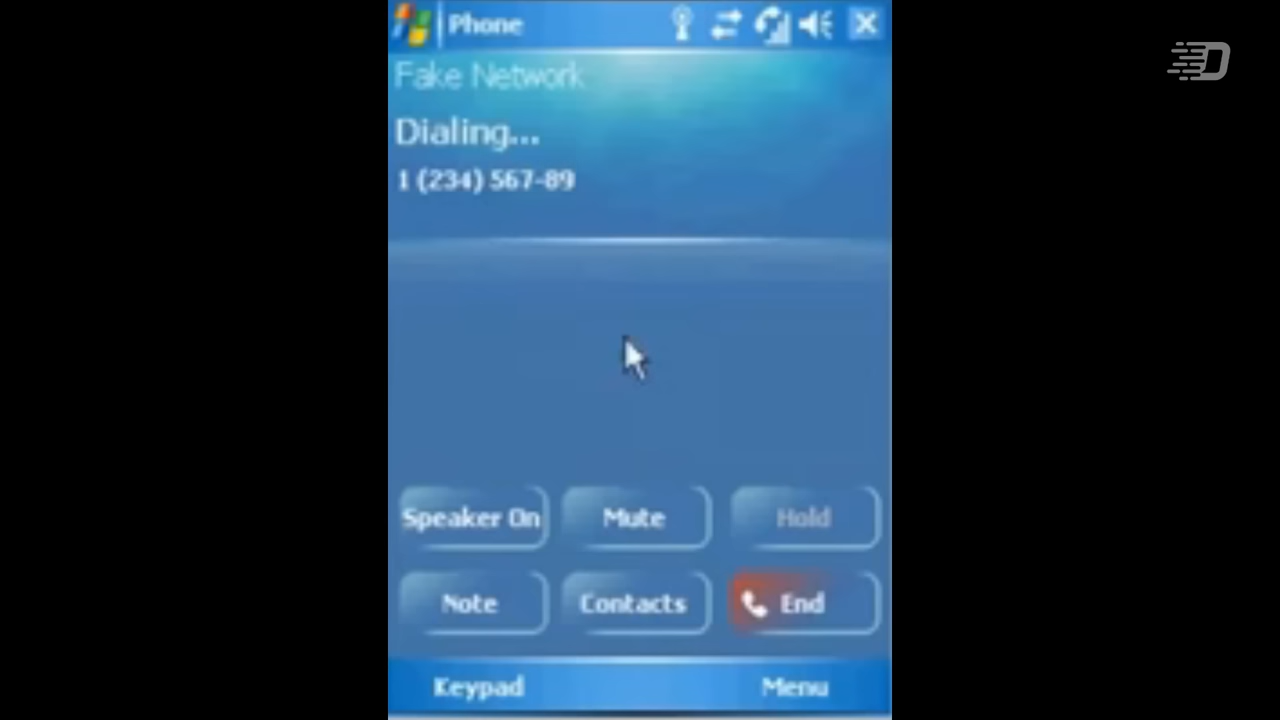 Phone
Fake Network
Dialing...
1 (234) 567-89
Speaker On Mute Hold
Note Contacts End
Keypad Menu